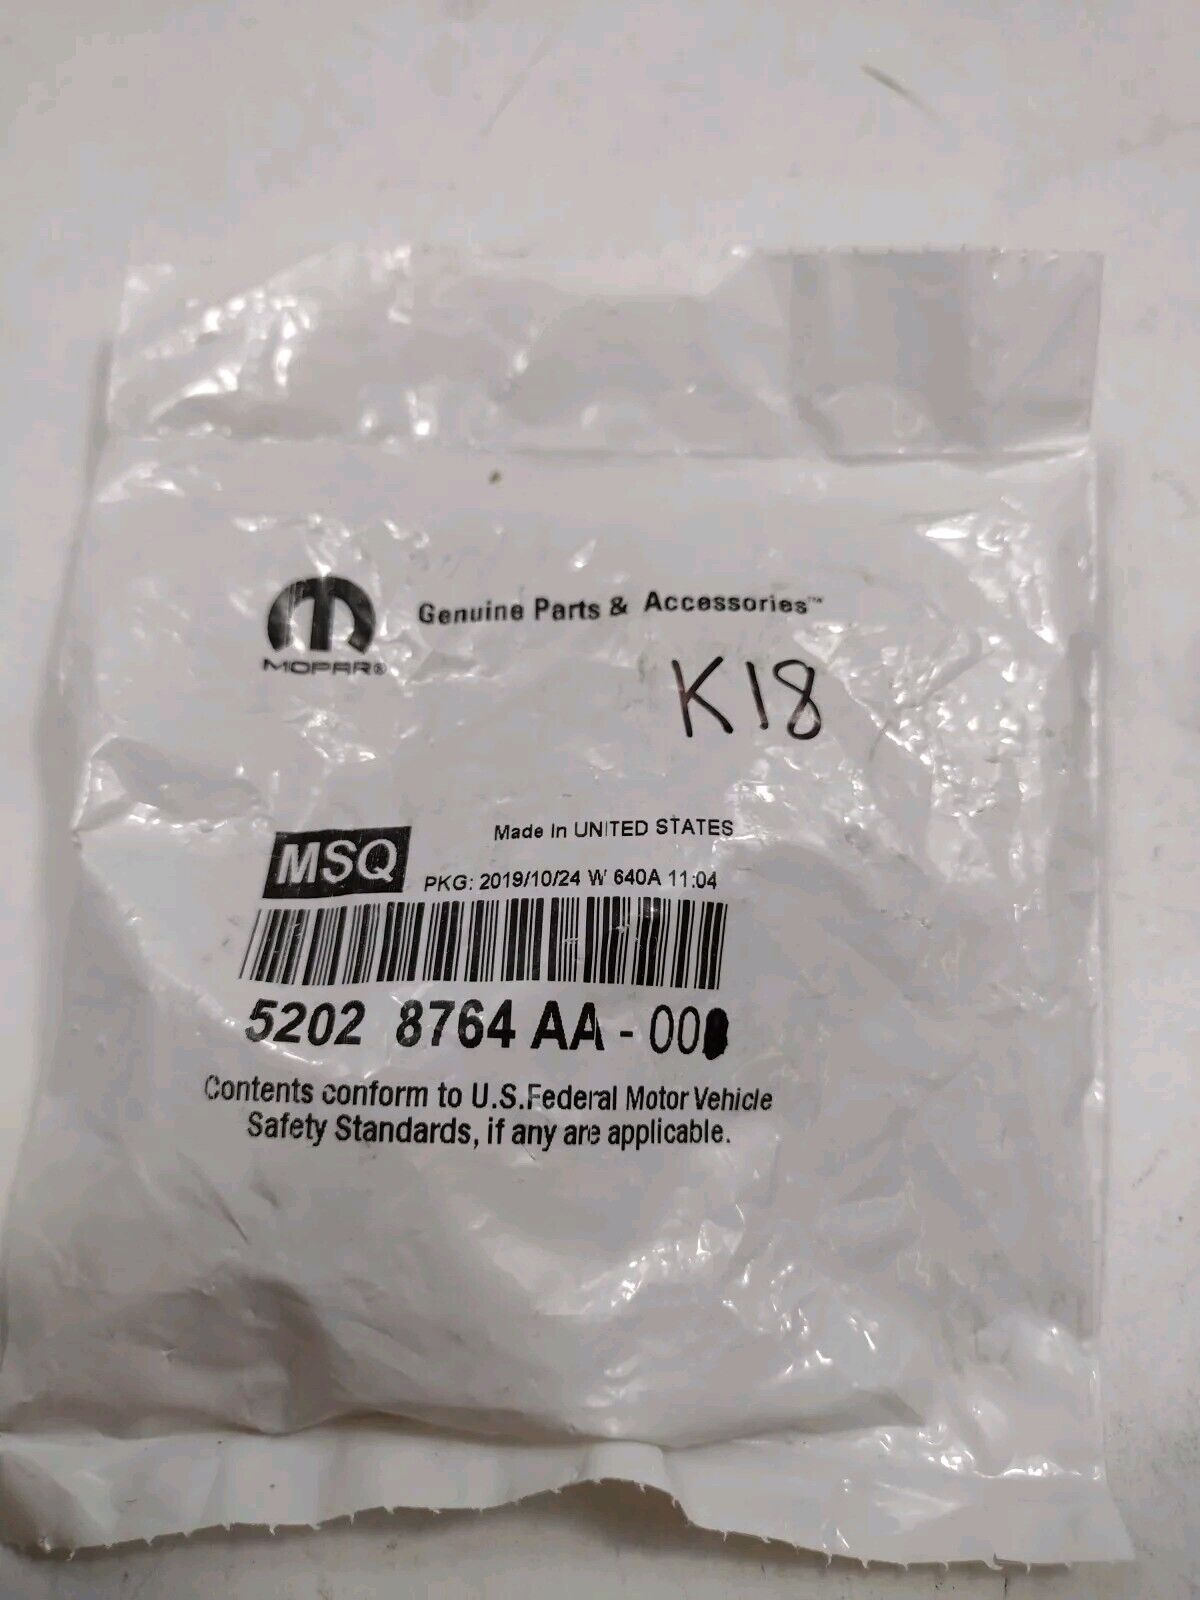 MOPAR®
Genuine Parts & Accessories™
K18
Made In UNITED STATES
MSQ
PKG: 2019/10/24 W 640A 11:04
5202 8764 AA - 00
Contents conform to U.S.Federal Motor Vehicle
Safety Standards, if any are applicable.